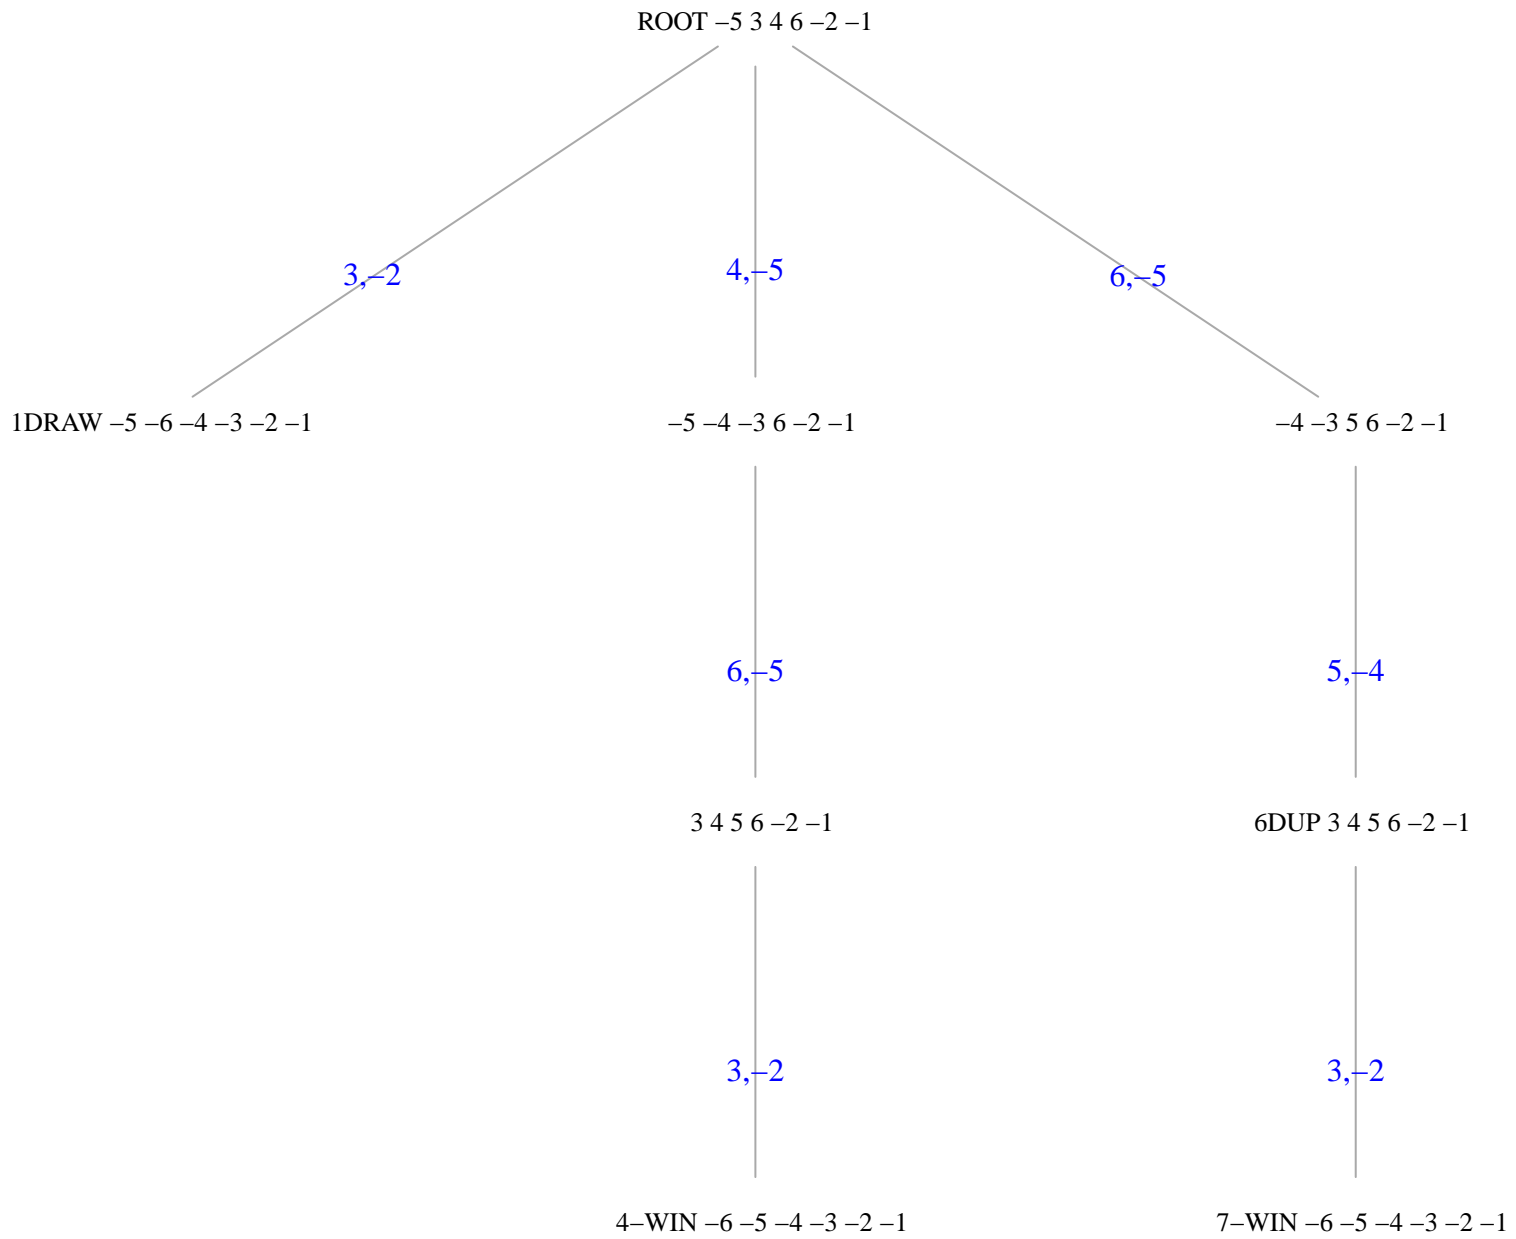 ROOT –5 3 4 6 –2 –1
3,–2
4,–5
6,–5
1DRAW –5 –6 –4 –3 –2 –1
–5 –4 –3 6 –2 –1
–4 –3 5 6 –2 –1
6,–5
5,–4
3 4 5 6 –2 –1
6DUP 3 4 5 6 –2 –1
3,–2
3,–2
4–WIN –6 –5 –4 –3 –2 –1
7–WIN –6 –5 –4 –3 –2 –1